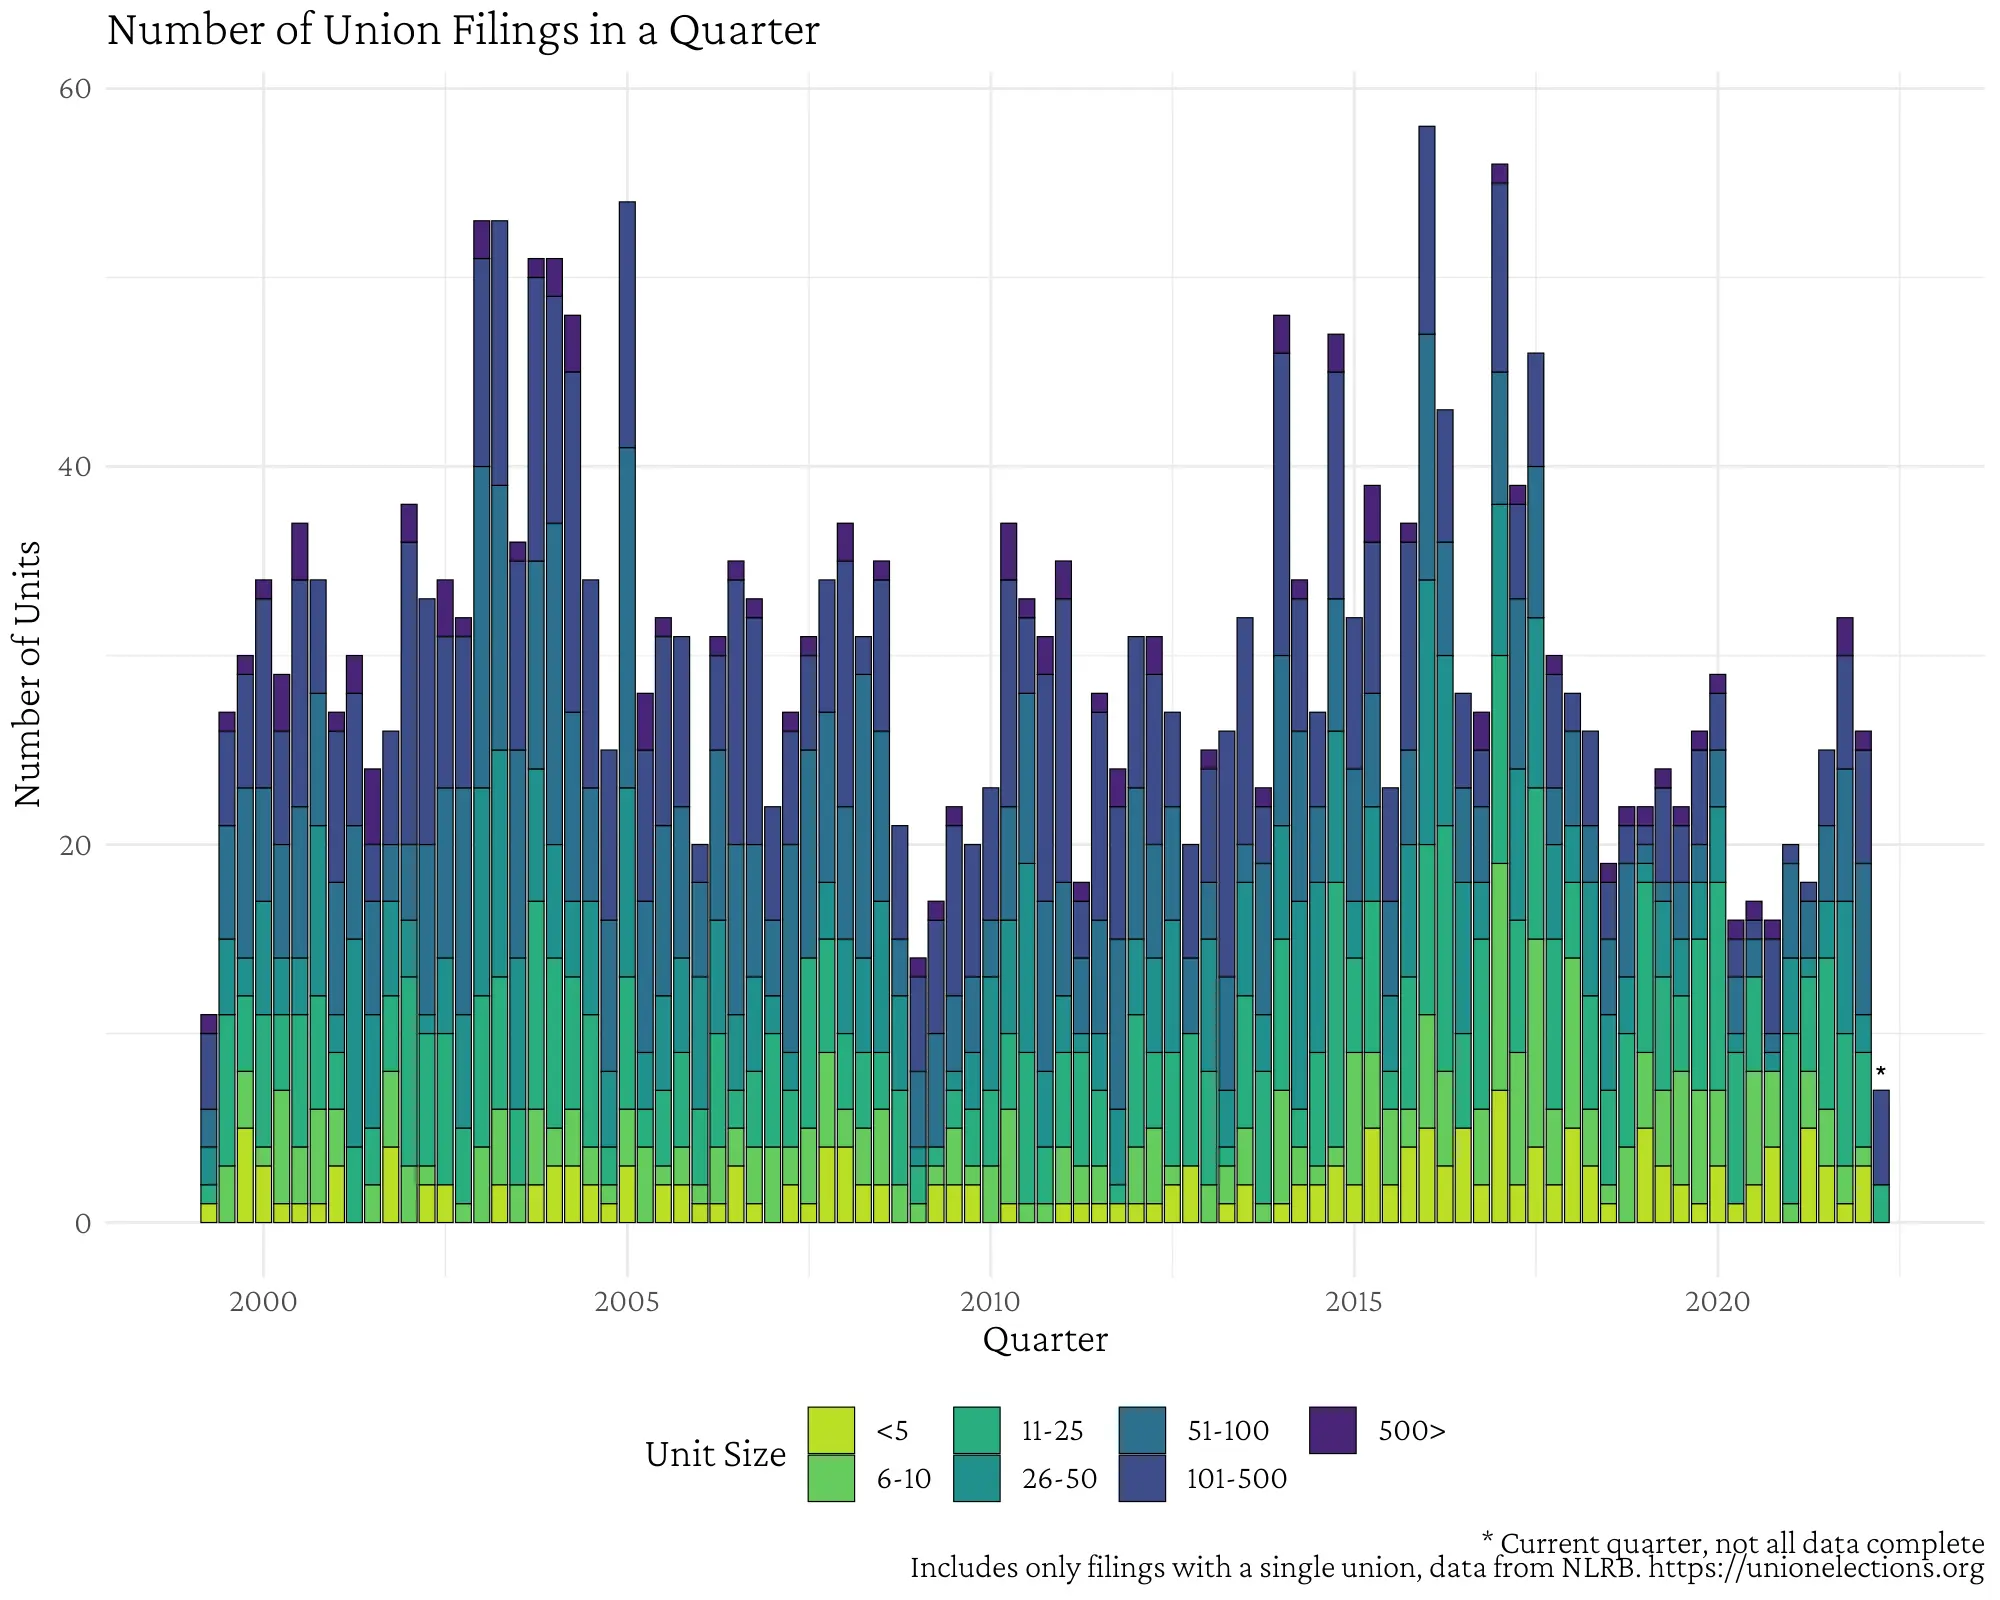 Number of Union Filings in a Quarter
Number of Units
60
40
20
0
*
2000 2005 2010 2015 2020
Quarter
Unit Size
<5 11-25 51-100 500>
6-10 26-50 101-500
* Current quarter, not all data complete
Includes only filings with a single union, data from NLRB. https://unionelections.org